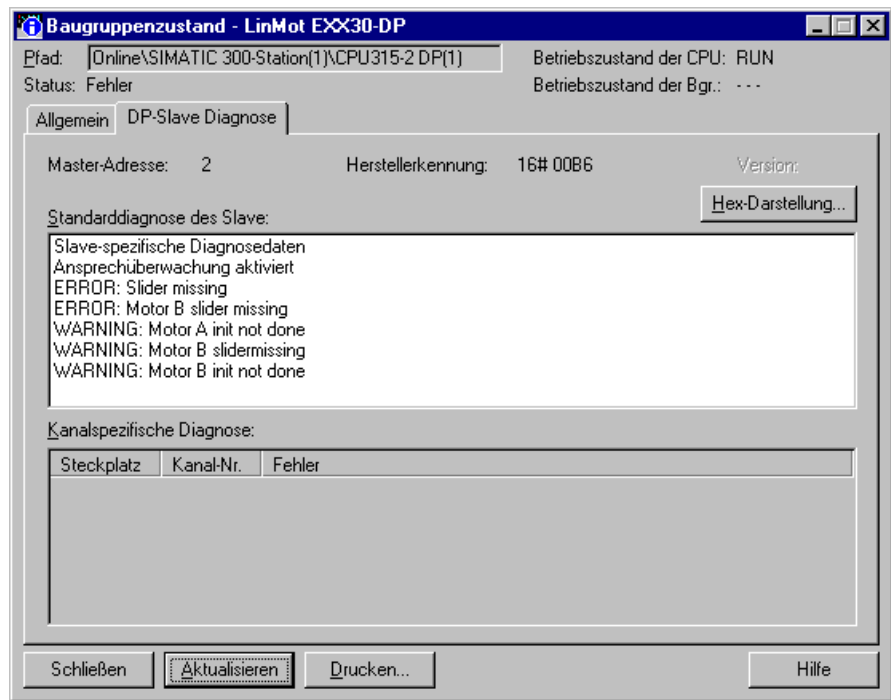 Baugruppenzustand - LinMot EXX30-DP
Pfad: Online\SIMATIC 300-Station(1)\CPU315-2 DP(1) Betriebszustand der CPU: RUN
Status: Fehler Betriebszustand der Bgr.: - - -
Allgemein DP-Slave Diagnose
Master-Adresse: 2 Herstellerkennung: 16# 00B6 Version:
Hex-Darstellung...
Standarddiagnose des Slave:
Slave-spezifische Diagnosedaten
Ansprechüberwachung aktiviert
ERROR: Slider missing
ERROR: Motor B slider missing
WARNING: Motor A init not done
WARNING: Motor B slidermissing
WARNING: Motor B init not done
Kanalspezifische Diagnose:
Steckplatz Kanal-Nr. Fehler
Schließen Aktualisieren Drucken... Hilfe